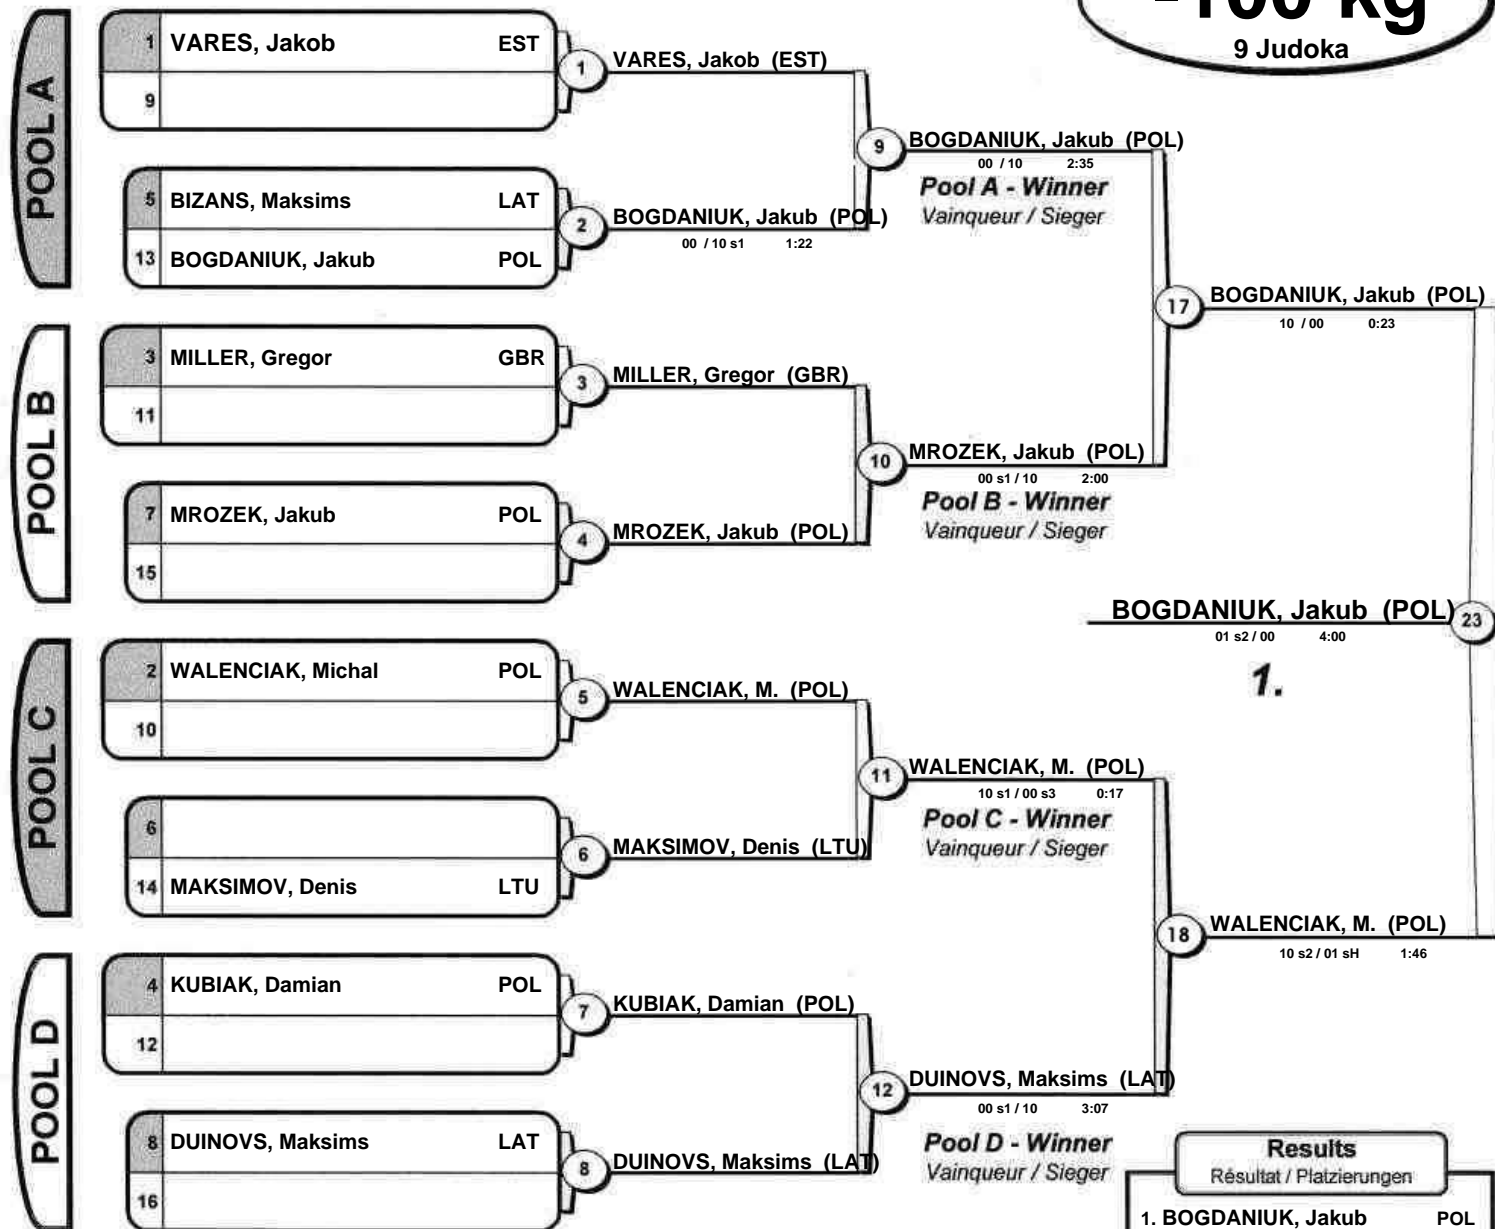 -100 kg
9 Judoka
POOL A
1 VARES, Jakob EST
9
1 VARES, Jakob (EST)
5 BIZANS, Maksims LAT
13 BOGDANIUK, Jakub POL
2 BOGDANIUK, Jakub (POL)
00 / 10 s1 1:22
9 BOGDANIUK, Jakub (POL)
00 / 10 2:35
Pool A - Winner
Vainqueur / Sieger
POOL B
3 MILLER, Gregor GBR
11
3 MILLER, Gregor (GBR)
7 MROZEK, Jakub POL
15
4 MROZEK, Jakub (POL)
10 MROZEK, Jakub (POL)
00 s1 / 10 2:00
Pool B - Winner
Vainqueur / Sieger
17 BOGDANIUK, Jakub (POL)
10 / 00 0:23
BOGDANIUK, Jakub (POL) 23
01 s2 / 00 4:00
1.
POOL C
2 WALENCIAK, Michal POL
10
5 WALENCIAK, M. (POL)
6
14 MAKSIMOV, Denis LTU
6 MAKSIMOV, Denis (LTU)
11 WALENCIAK, M. (POL)
10 s1 / 00 s3 0:17
Pool C - Winner
Vainqueur / Sieger
POOL D
4 KUBIAK, Damian POL
12
7 KUBIAK, Damian (POL)
8 DUINOVS, Maksims LAT
16
8 DUINOVS, Maksims (LAT)
12 DUINOVS, Maksims (LAT)
00 s1 / 10 3:07
Pool D - Winner
Vainqueur / Sieger
18 WALENCIAK, M. (POL)
10 s2 / 01 sH 1:46
Results
Résultat / Platzierungen
1. BOGDANIUK, Jakub POL